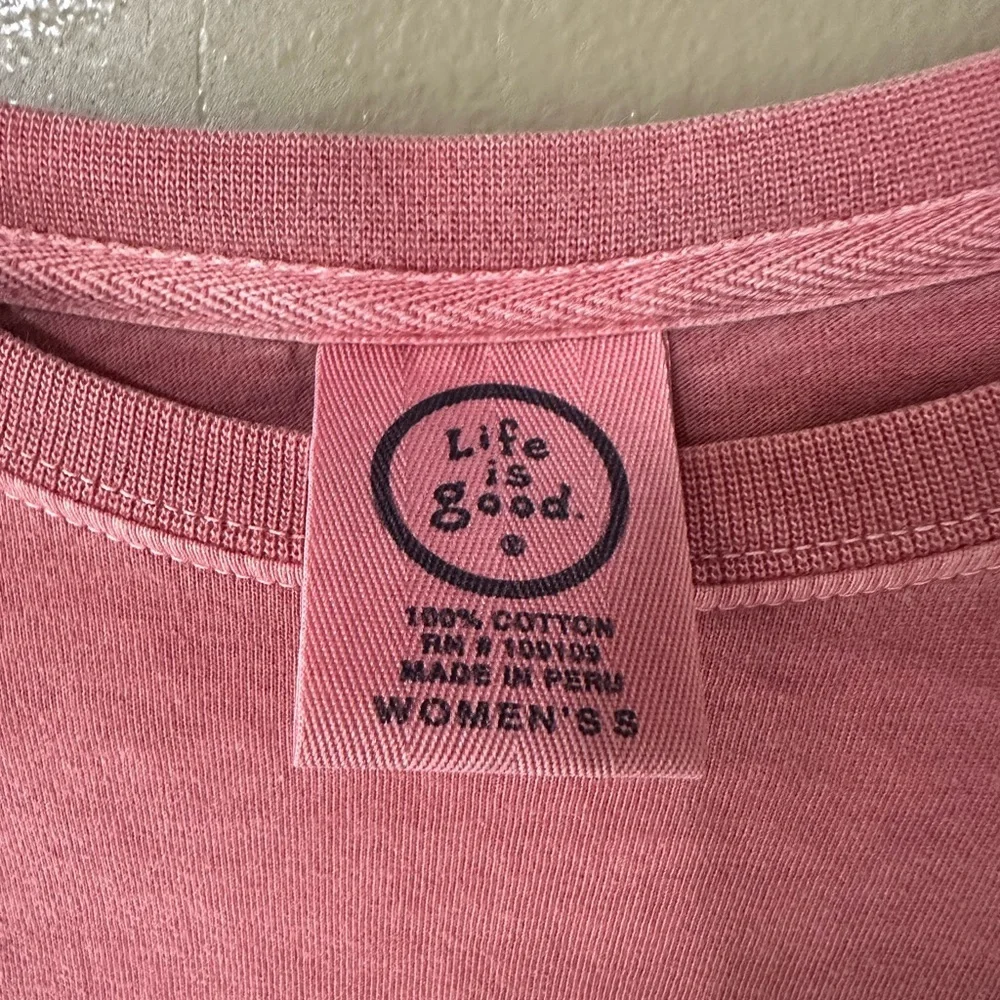 Life
is
good.
®
100% COTTON
RN # 109109
MADE IN PERU
WOMEN'S S